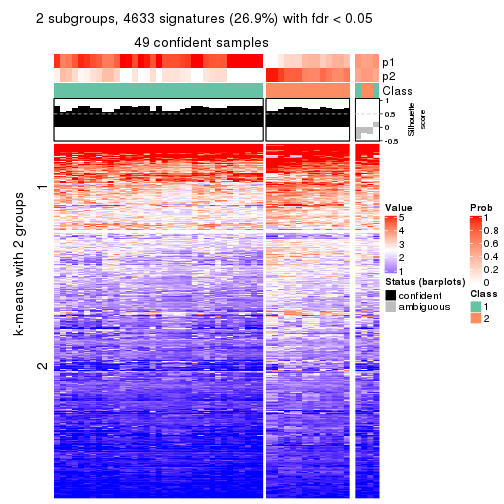 2 subgroups, 4633 signatures (26.9%) with fdr < 0.05
49 confident samples
p1
p2
Class
1
0.5
0
-0.5
Silhouette
score
k-means with 2 groups
1
2
Value
5
4
3
2
1
Status (barplots)
confident
ambiguous
Prob
1
0.8
0.6
0.4
0.2
0
Class
1
2